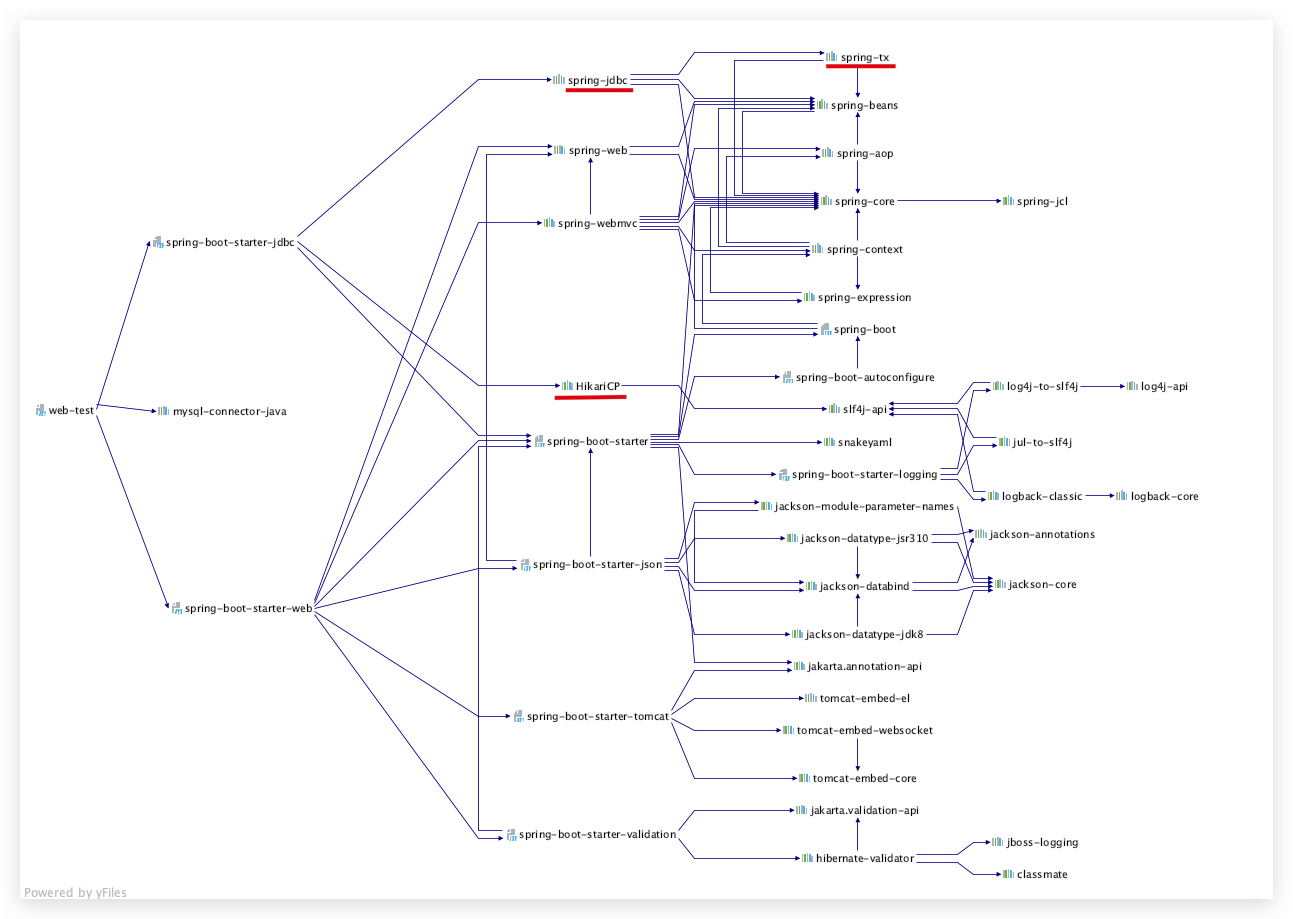 spring-tx
spring-jdbc
spring-beans
spring-web
spring-aop
spring-core
spring-jcl
spring-webmvc
spring-boot-starter-jdbc
spring-context
spring-expression
spring-boot
spring-boot-autoconfigure
HikariCP
log4j-to-slf4j
log4j-api
web-test
mysql-connector-java
slf4j-api
spring-boot-starter
snakeyaml
jul-to-slf4j
spring-boot-starter-logging
logback-classic
logback-core
jackson-module-parameter-names
jackson-datatype-jsr310
jackson-annotations
spring-boot-starter-json
jackson-databind
jackson-core
spring-boot-starter-web
jackson-datatype-jdk8
jakarta.annotation-api
tomcat-embed-el
spring-boot-starter-tomcat
tomcat-embed-websocket
tomcat-embed-core
jakarta.validation-api
spring-boot-starter-validation
jboss-logging
hibernate-validator
classmate
Powered by yFiles